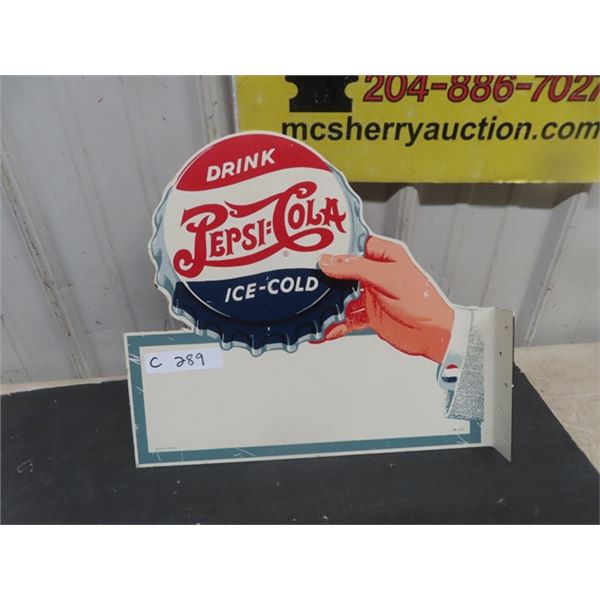 204-886-7027
mcsherryauction.com
DRINK
PEPSI=COLA
®
ICE-COLD
C 289